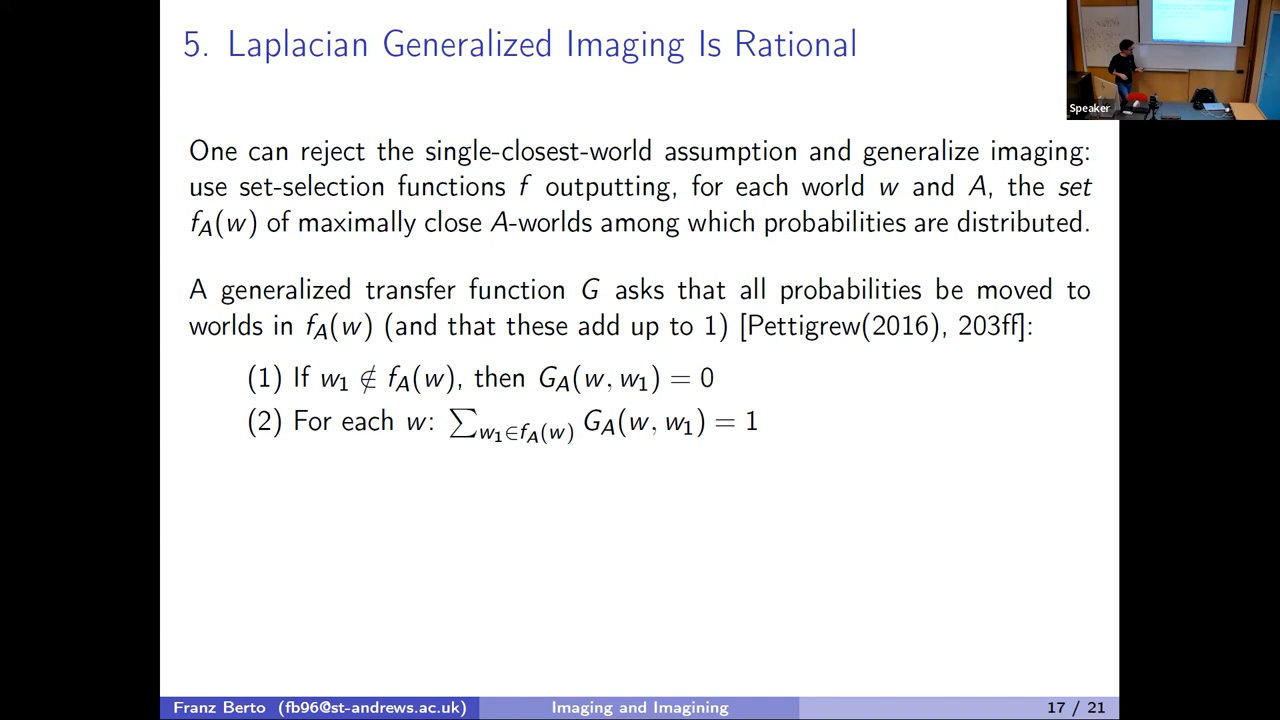 5. Laplacian Generalized Imaging Is Rational
Speaker
One can reject the single-closest-world assumption and generalize imaging:
use set-selection functions f outputting, for each world w and A, the set
f_A(w) of maximally close A-worlds among which probabilities are distributed.
A generalized transfer function G asks that all probabilities be moved to
worlds in f_A(w) (and that these add up to 1) [Pettigrew(2016), 203ff]:
(1) If w₁ ∉ f_A(w), then G_A(w, w₁) = 0
(2) For each w: ∑_{w₁∈f_A(w)} G_A(w, w₁) = 1
Franz Berto (fb96@st-andrews.ac.uk) Imaging and Imagining 17 / 21